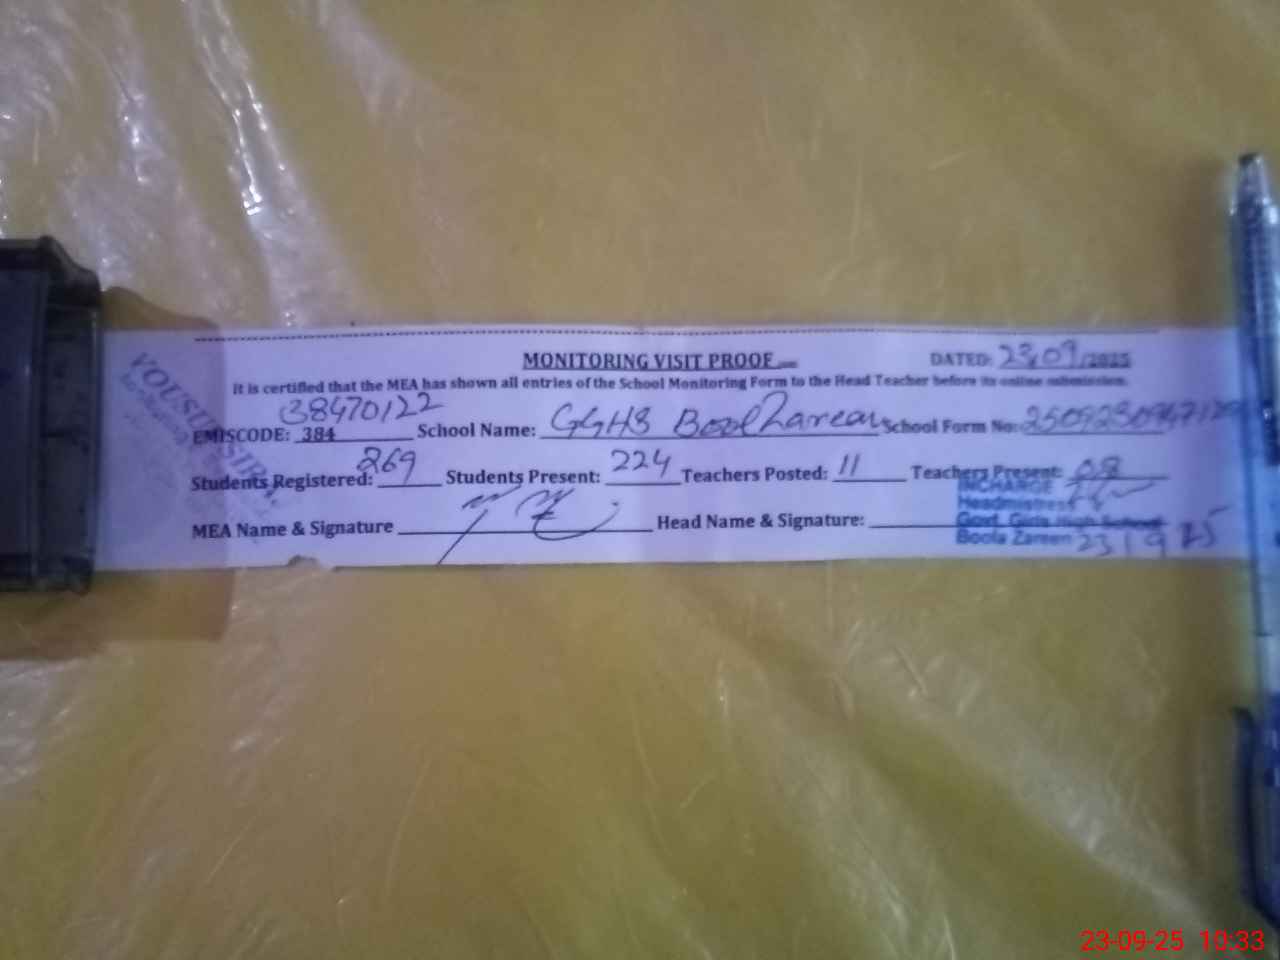 MONITORING VISIT PROOF
DATED: 23/09/2025
It is certified that the MEA has shown all entries of the School Monitoring Form to the Head Teacher before its online submission.
38470122
EMISCODE: 384 School Name: GGHS Bool Zareen School Form No:
Students Registered: 269 Students Present: 224 Teachers Posted: 11 Teachers Present: 08
MEA Name & Signature Head Name & Signature:
INCHARGE
Headmistress
Govt. Girls High School
Boola Zareen 23/9/25
23-09-25 10:33